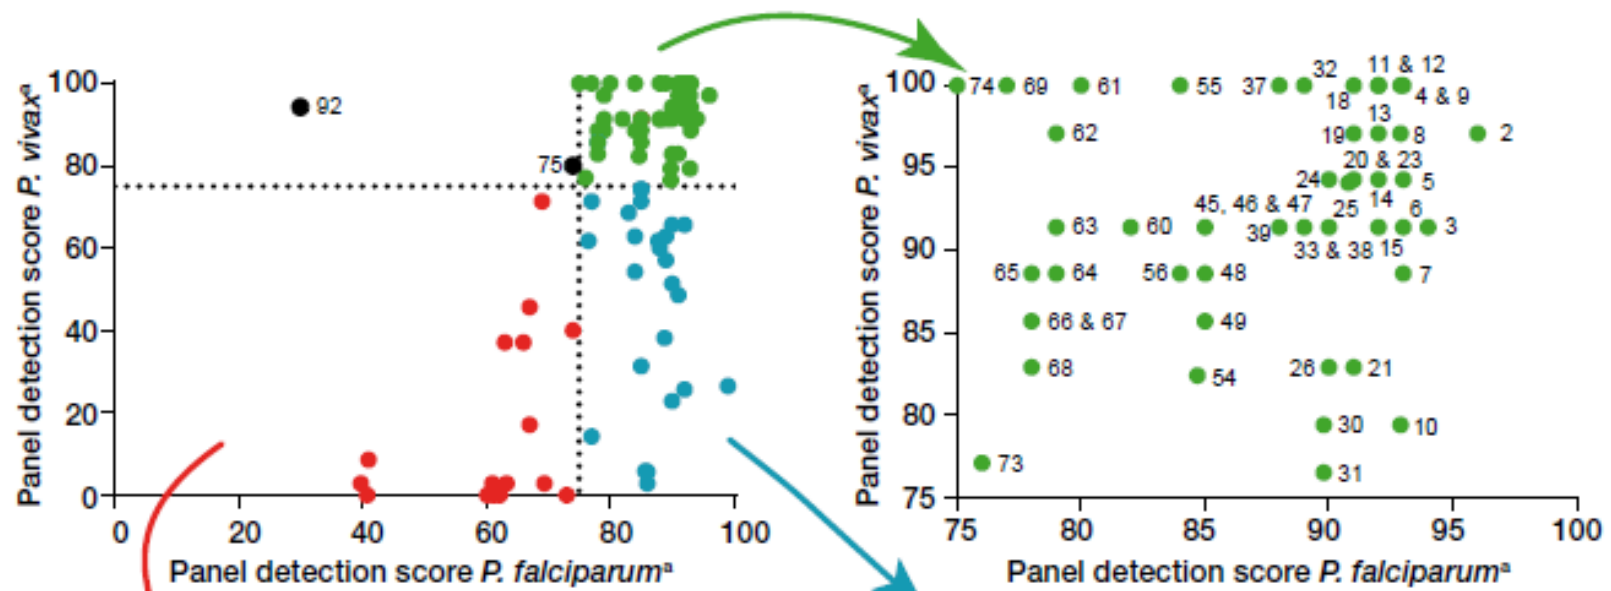 Panel detection score P. vivaxᵃ
100
80
60
40
20
0
92
75
0 20 40 60 80 100
Panel detection score P. falciparumᵃ
Panel detection score P. vivaxᵃ
100
95
90
85
80
75
11 & 12
32
74 69 61 55 37
18 4 & 9
13
62 19 8 2
20 & 23
24 5
45, 46 & 47 25 14 6
63 60 39 3
33 & 38 15
65 64 56 48 7
66 & 67 49
68 54 26 21
30 10
73 31
75 80 85 90 95 100
Panel detection score P. falciparumᵃ